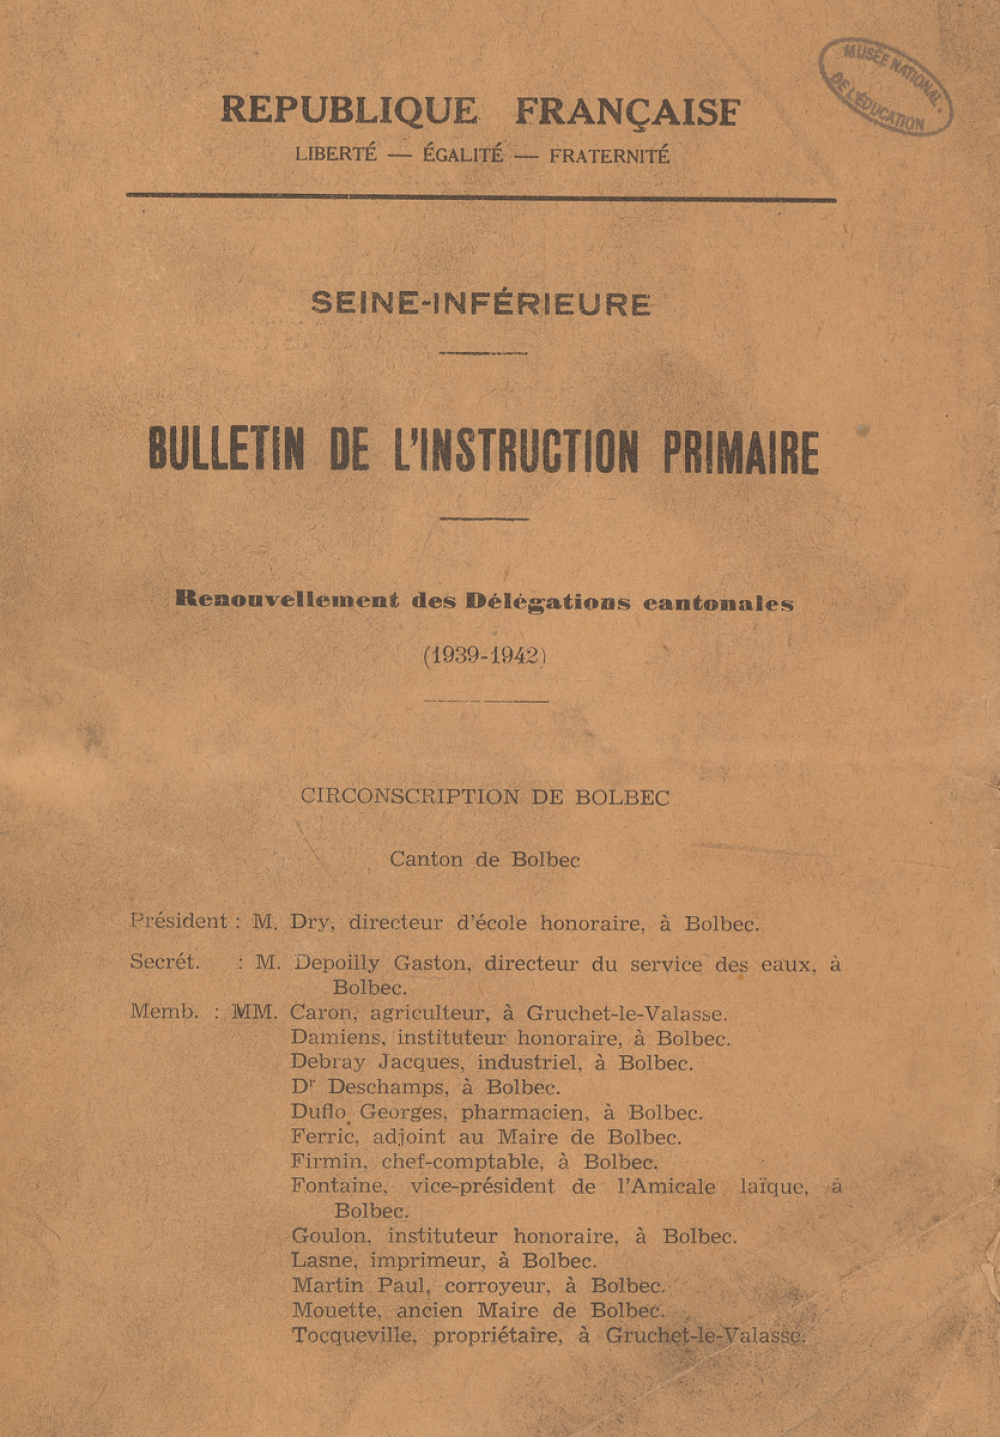 MUSÉE NATIONAL
DE L'ÉDUCATION
REPUBLIQUE FRANÇAISE
LIBERTÉ — ÉGALITÉ — FRATERNITÉ
SEINE-INFÉRIEURE
BULLETIN DE L'INSTRUCTION PRIMAIRE
Renouvellement des Délégations cantonales
(1939-1942)
CIRCONSCRIPTION DE BOLBEC
Canton de Bolbec
Président : M. Dry, directeur d'école honoraire, à Bolbec.
Secrét. : M. Depoilly Gaston, directeur du service des eaux, à
Bolbec.
Memb. : MM. Caron, agriculteur, à Gruchet-le-Valasse.
Damiens, instituteur honoraire, à Bolbec.
Debray Jacques, industriel, à Bolbec.
Dr Deschamps, à Bolbec.
Duflo Georges, pharmacien, à Bolbec.
Ferric, adjoint au Maire de Bolbec.
Firmin, chef-comptable, à Bolbec.
Fontaine, vice-président de l'Amicale laïque, à
Bolbec.
Goulon, instituteur honoraire, à Bolbec.
Lasne, imprimeur, à Bolbec.
Martin Paul, corroyeur, à Bolbec.
Mouette, ancien Maire de Bolbec.
Tocqueville, propriétaire, à Gruchet-le-Valasse.